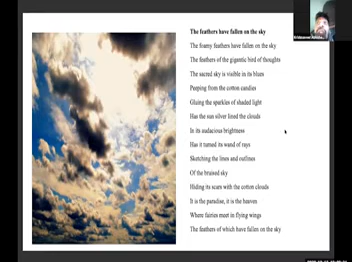 The feathers have fallen on the sky
The foamy feathers have fallen on the sky
The feathers of the gigantic bird of thoughts
The sacred sky is visible in its blues
Peeping from the cotton candies
Gluing the sparkles of shaded light
Has the sun silver lined the clouds
In its audacious brightness
Has it turned its wand of rays
Sketching the lines and outlines
Of the bruised sky
Hiding its scars with the cotton clouds
It is the paradise, it is the heaven
Where fairies meet in flying wings
The feathers of which have fallen on the sky